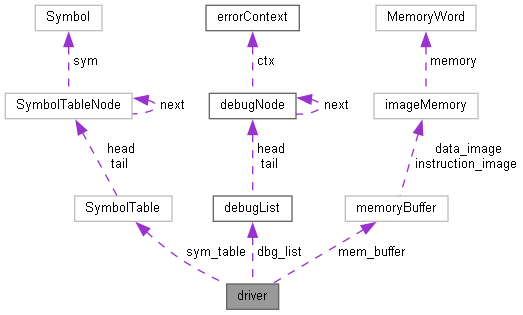 Symbol
errorContext
MemoryWord
sym
ctx
memory
SymbolTableNode
next
debugNode
next
imageMemory
head
tail
head
tail
data_image
instruction_image
SymbolTable
debugList
memoryBuffer
sym_table
dbg_list
mem_buffer
driver